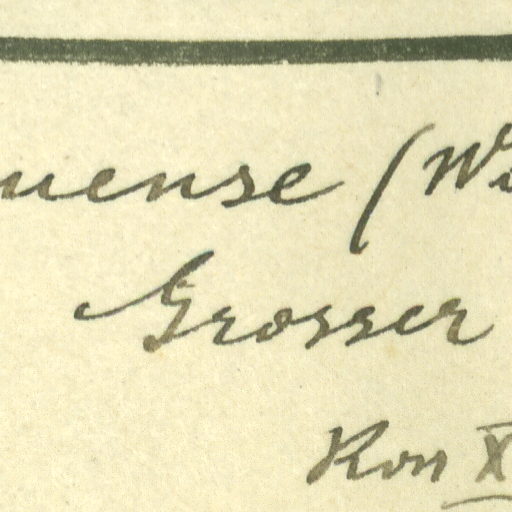 uense (W
Grosser
Kon X